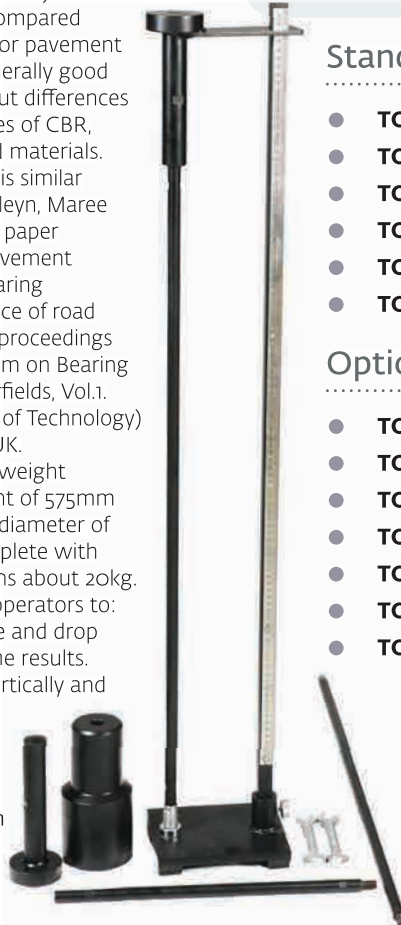 ompared
or pavement
nerally good
ut differences
es of CBR,
l materials.
is similar
leyn, Maree
paper
vement
aring
ce of road
proceedings
m on Bearing
rfields, Vol.1.
of Technology)
UK.
weight
nt of 575mm
diameter of
plete with
ns about 20kg.
operators to:
e and drop
ne results.
rtically and
n
Stand
TC
TC
TC
TC
TC
TC
Optic
TC
TC
TC
TC
TC
TC
TC